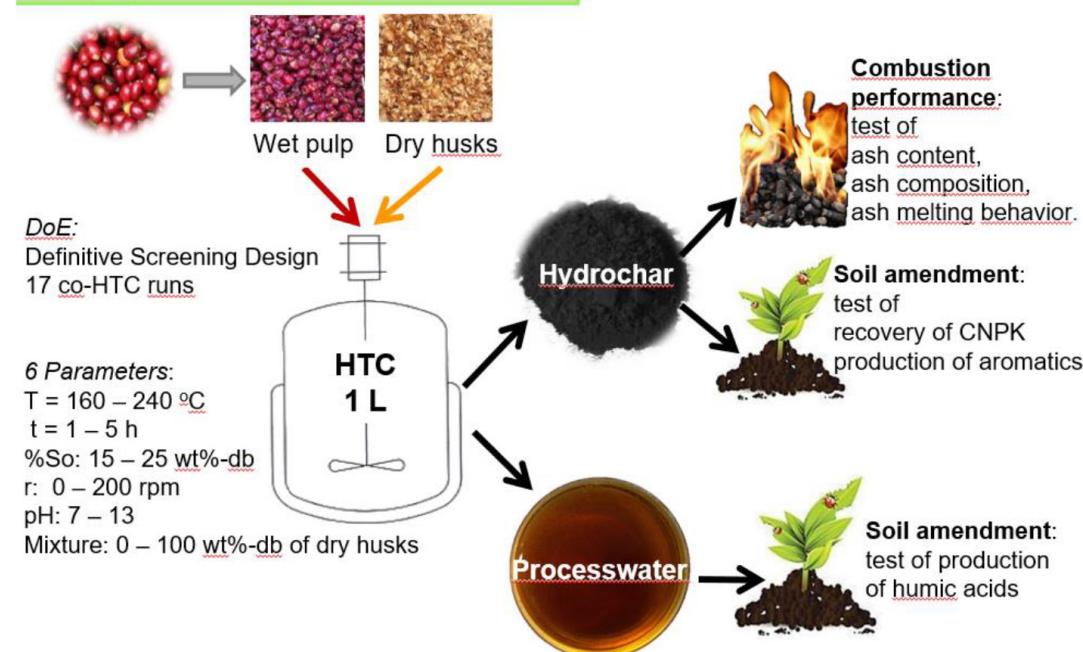 Wet pulp
Dry husks
DoE:
Definitive Screening Design
17 co-HTC runs
6 Parameters:
T = 160 – 240 ºC
t = 1 – 5 h
%So: 15 – 25 wt%-db
r: 0 – 200 rpm
pH: 7 – 13
Mixture: 0 – 100 wt%-db of dry husks
HTC
1 L
Hydrochar
Processwater
Combustion
performance:
test of
ash content,
ash composition,
ash melting behavior.
Soil amendment:
test of
recovery of CNPK
production of aromatics
Soil amendment:
test of production
of humic acids